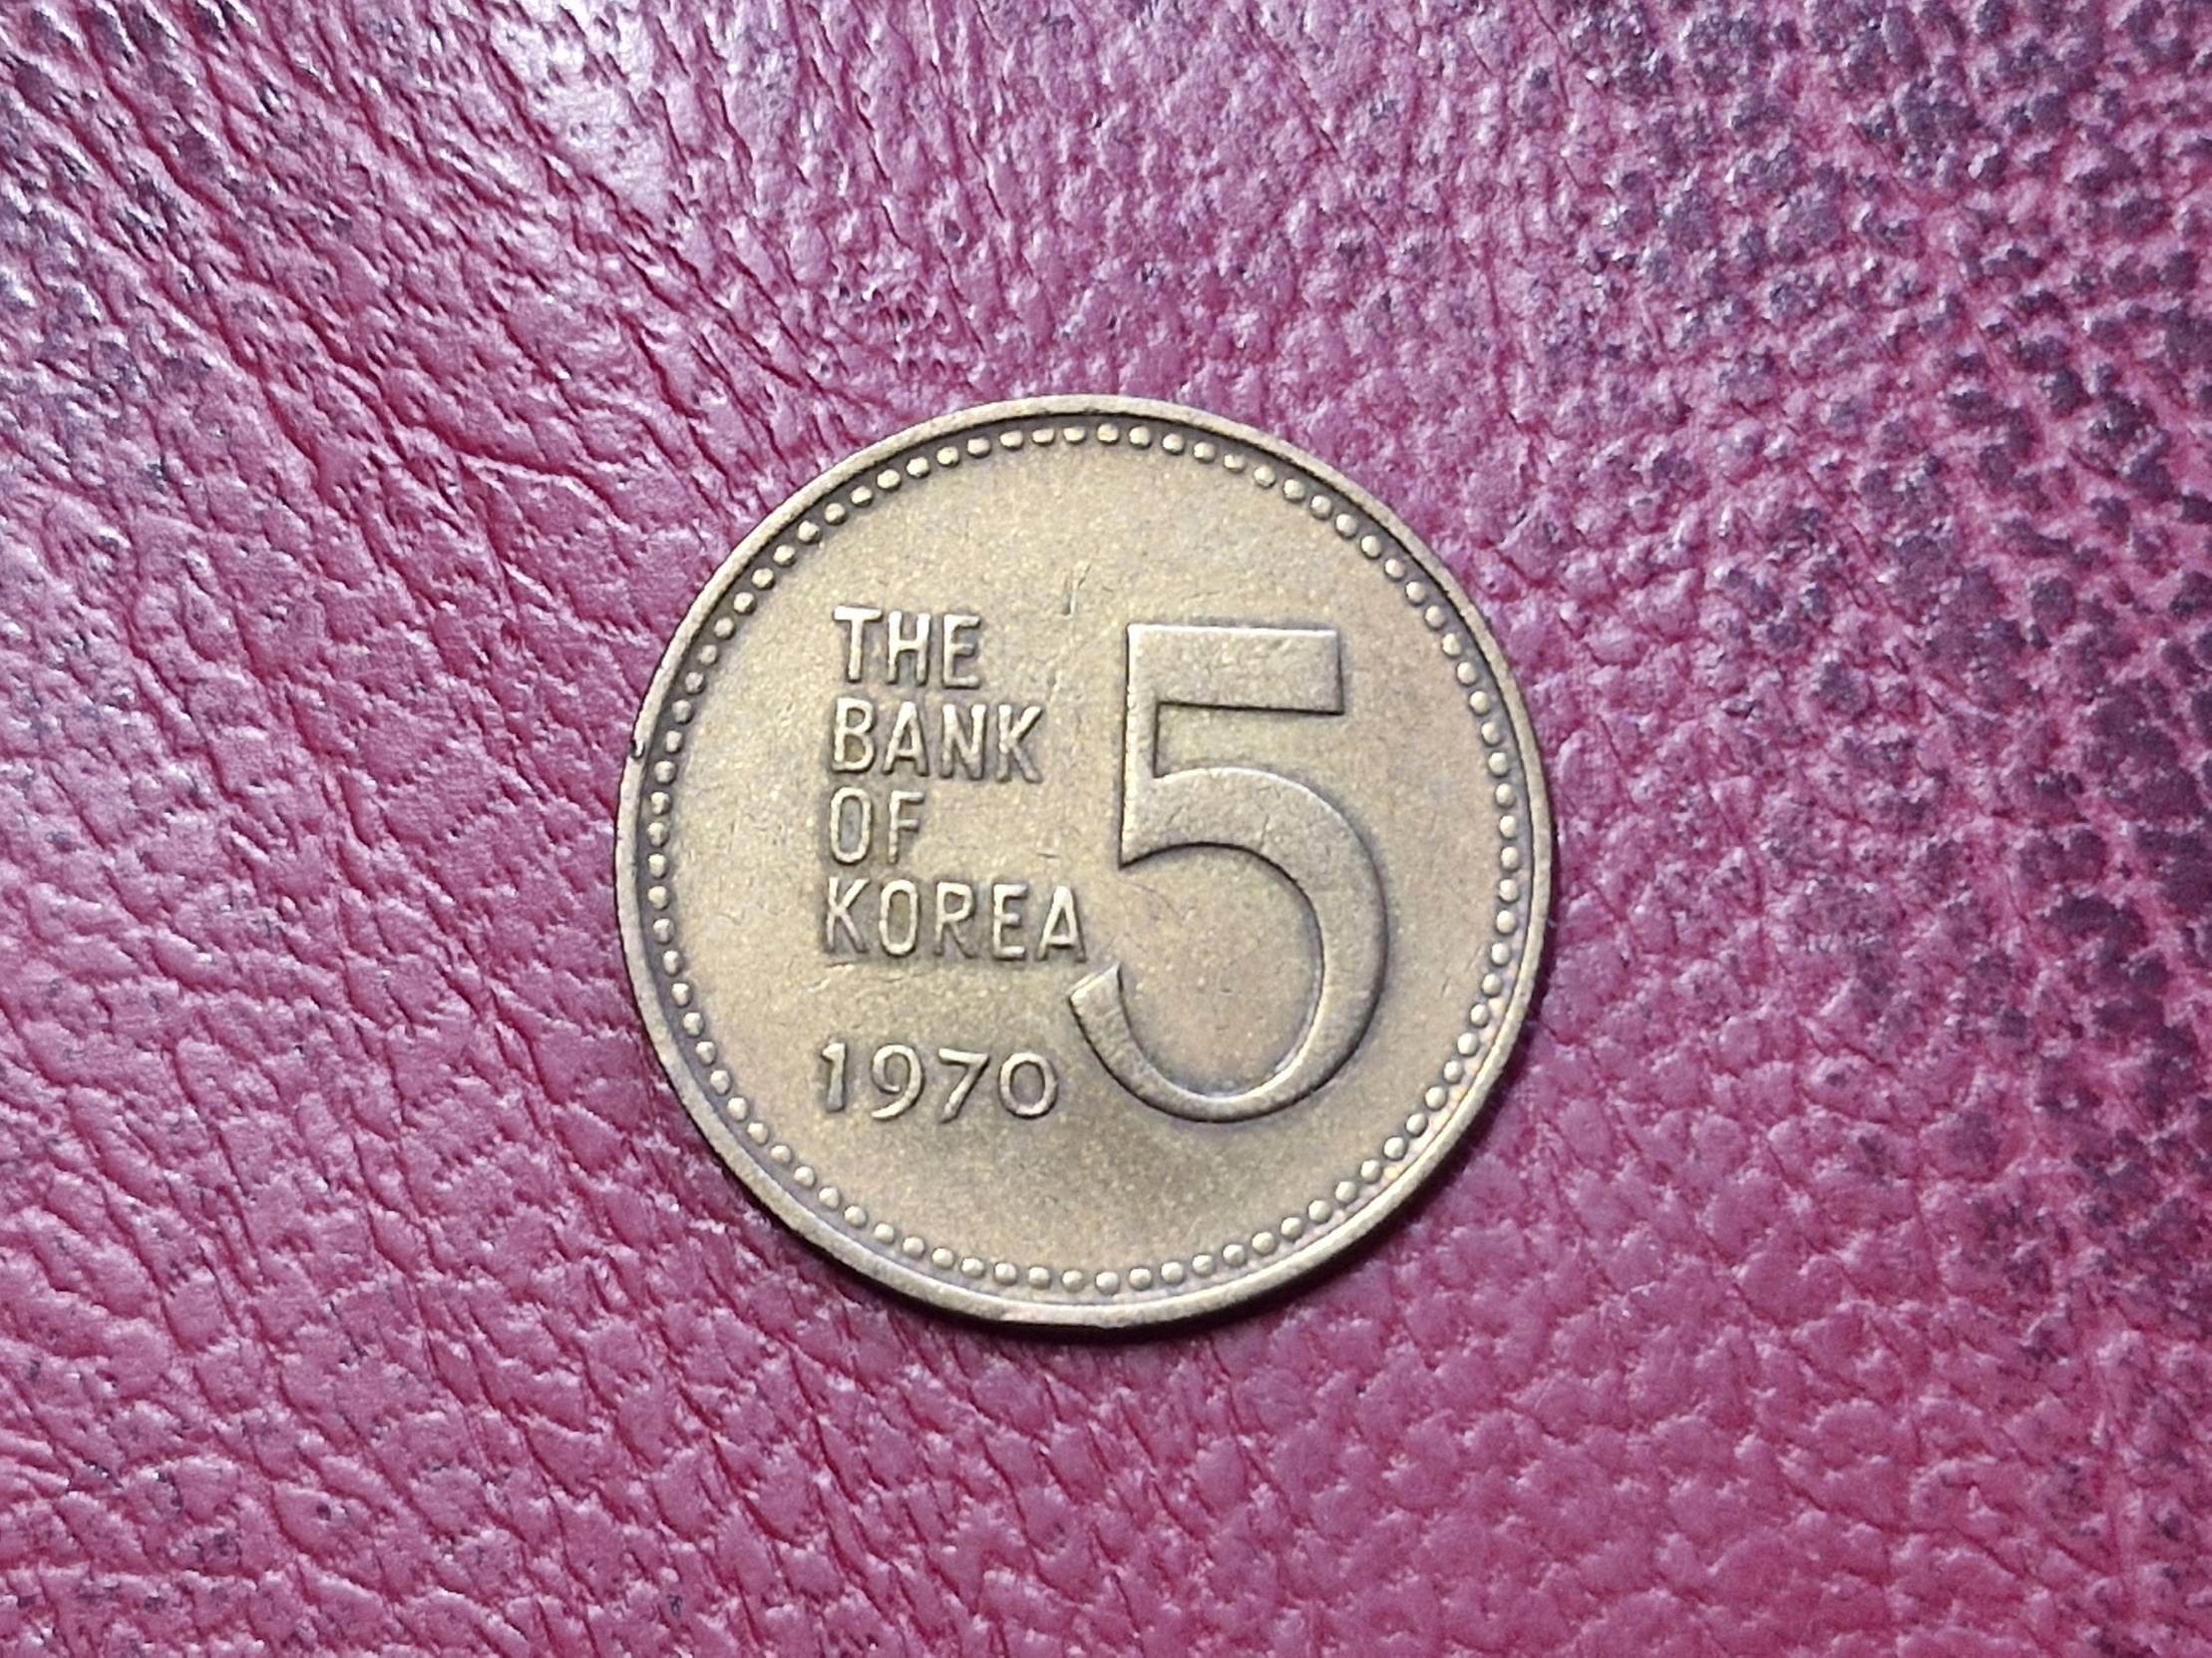 THE
BANK
OF
KOREA
1970
5